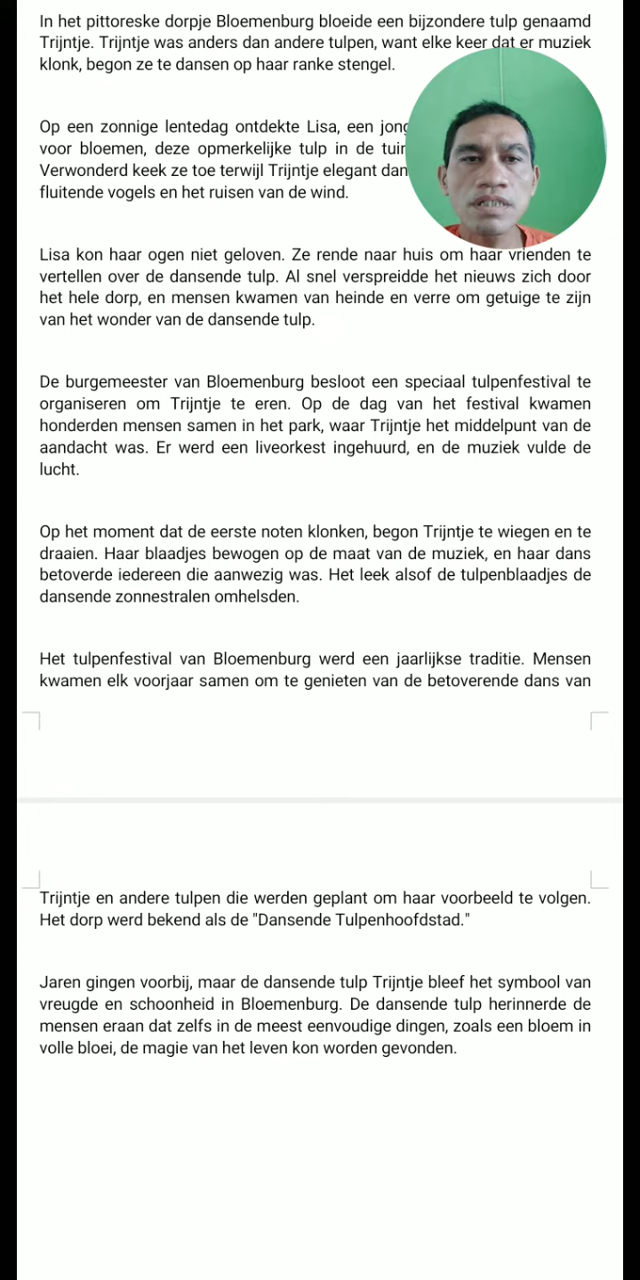 In het pittoreske dorpje Bloemenburg bloeide een bijzondere tulp genaamd
Trijntje. Trijntje was anders dan andere tulpen, want elke keer dat er muziek
klonk, begon ze te dansen op haar ranke stengel.
Op een zonnige lentedag ontdekte Lisa, een
voor bloemen, deze opmerkelijke tulp in de
Verwonderd keek ze toe terwijl Trijntje elegant
fluitende vogels en het ruisen van de wind.
Lisa kon haar ogen niet geloven. Ze rende naar huis om haar vrienden te
vertellen over de dansende tulp. Al snel verspreidde het nieuws zich door
het hele dorp, en mensen kwamen van heinde en verre om getuige te zijn
van het wonder van de dansende tulp.
De burgemeester van Bloemenburg besloot een speciaal tulpenfestival te
organiseren om Trijntje te eren. Op de dag van het festival kwamen
honderden mensen samen in het park, waar Trijntje het middelpunt van de
aandacht was. Er werd een liveorkest ingehuurd, en de muziek vulde de
lucht.
Op het moment dat de eerste noten klonken, begon Trijntje te wiegen en te
draaien. Haar blaadjes bewogen op de maat van de muziek, en haar dans
betoverde iedereen die aanwezig was. Het leek alsof de tulpenblaadjes de
dansende zonnestralen omhelsden.
Het tulpenfestival van Bloemenburg werd een jaarlijkse traditie. Mensen
kwamen elk voorjaar samen om te genieten van de betoverende dans van
Trijntje en andere tulpen die werden geplant om haar voorbeeld te volgen.
Het dorp werd bekend als de "Dansende Tulpenhoofdstad."
Jaren gingen voorbij, maar de dansende tulp Trijntje bleef het symbool van
vreugde en schoonheid in Bloemenburg. De dansende tulp herinnerde de
mensen eraan dat zelfs in de meest eenvoudige dingen, zoals een bloem in
volle bloei, de magie van het leven kon worden gevonden.